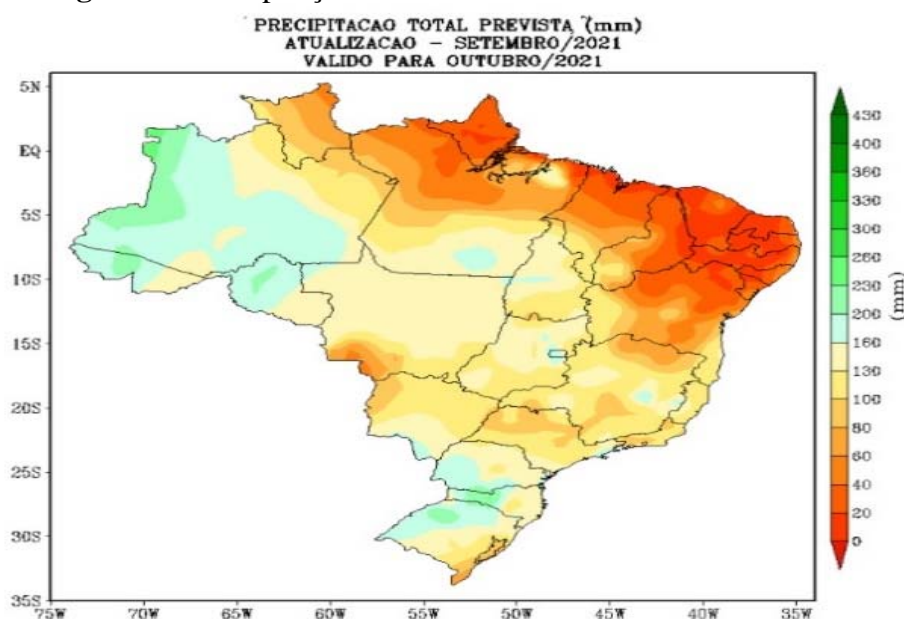 PRECIPITACAO TOTAL PREVISTA (mm)
ATUALIZACAO - SETEMBRO/2021
VALIDO PARA OUTUBRO/2021
5N
EQ
5S
10S
15S
20S
25S
30S
35S
75W
70W
65W
60W
55W
50W
45W
40W
35W
430
400
360
330
300
260
230
200
160
130
100
80
60
40
20
0
(mm)